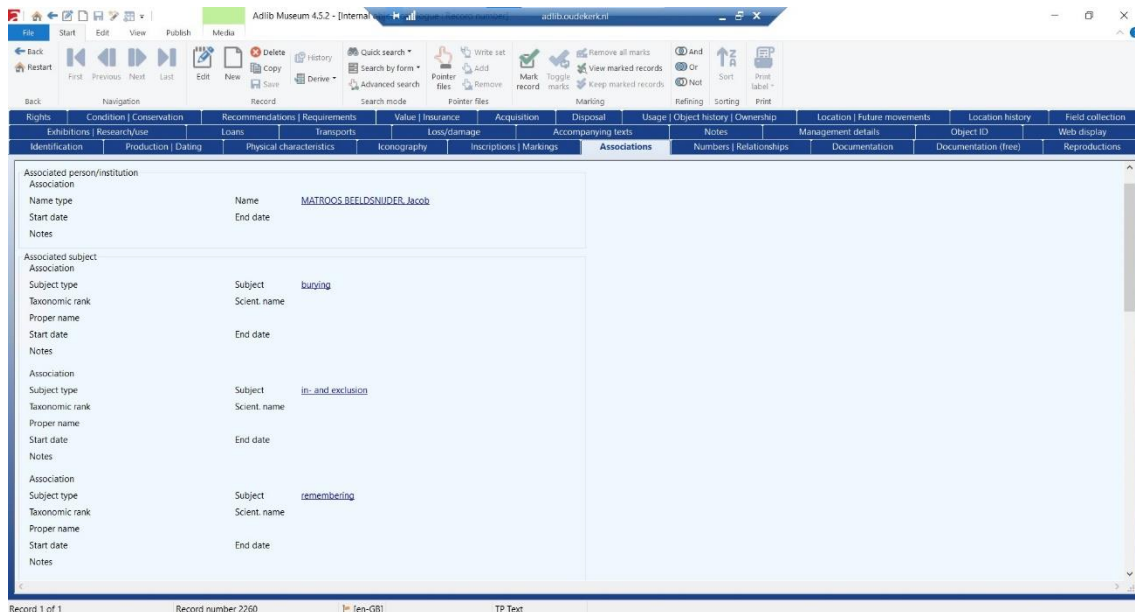 Adlib Museum 4.5.2 - [Internal
adlib.oudekerk.nl
File Start Edit View Publish Media
Back
Restart
First Previous Next Last
Edit New
Delete
Copy
Save
History
Derive
Quick search
Search by form
Advanced search
Pointer files
Write set
Add
Remove
Mark record
Toggle marks
Remove all marks
View marked records
Keep marked records
And
Or
Not
Sort
Print label
Back Navigation Record Search mode Pointer files Marking Refining Sorting Print
Rights Condition | Conservation Recommendations | Requirements Value | Insurance Acquisition Disposal Usage | Object history | Ownership Location | Future movements Location history Field collection
Exhibitions | Research/use Loans Transports Loss/damage Accompanying texts Notes Management details Object ID Web display
Identification Production | Dating Physical characteristics Iconography Inscriptions | Markings Associations Numbers | Relationships Documentation Documentation (free) Reproductions
Associated person/institution
Association
Name type Name MATROOS BEELDSNIJDER, Jacob
Start date End date
Notes
Associated subject
Association
Subject type Subject burying
Taxonomic rank Scient. name
Proper name
Start date End date
Notes
Association
Subject type Subject in- and exclusion
Taxonomic rank Scient. name
Proper name
Start date End date
Notes
Association
Subject type Subject remembering
Taxonomic rank Scient. name
Proper name
Start date End date
Notes
Record 1 of 1 Record number 2260 [en-GB] TP Text